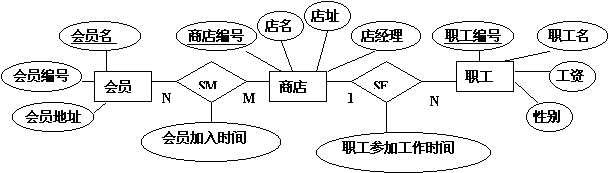 会员名
商店编号
店名
店址
店经理
职工编号
职工名
会员编号
会员
SM
商店
SE
职工
工资
N
M
1
N
会员地址
会员加入时间
职工参加工作时间
性别